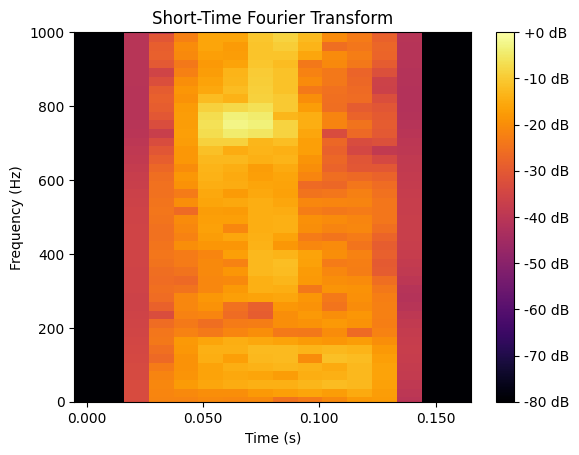 Short-Time Fourier Transform
Frequency (Hz)
1000
800
600
400
200
0
0.000
0.050
0.100
0.150
Time (s)
+0 dB
-10 dB
-20 dB
-30 dB
-40 dB
-50 dB
-60 dB
-70 dB
-80 dB